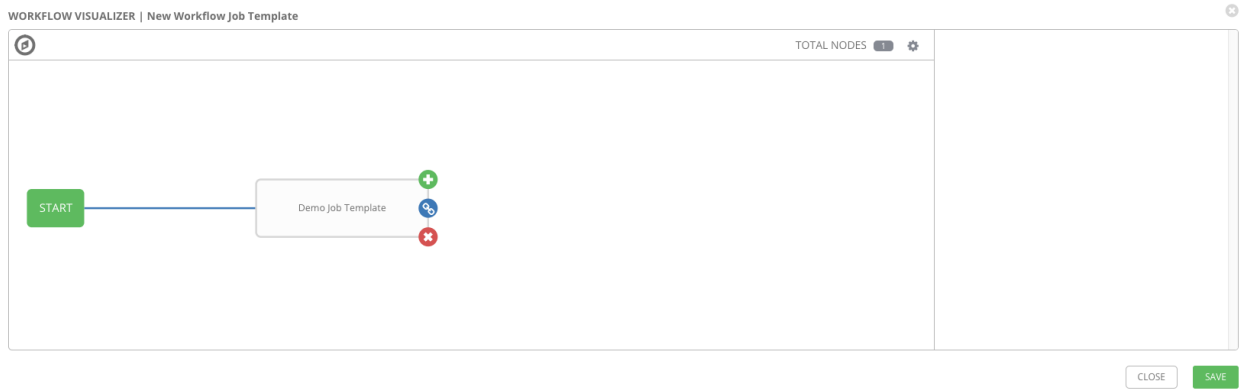 WORKFLOW VISUALIZER | New Workflow Job Template
TOTAL NODES 1
START
Demo Job Template
CLOSE SAVE